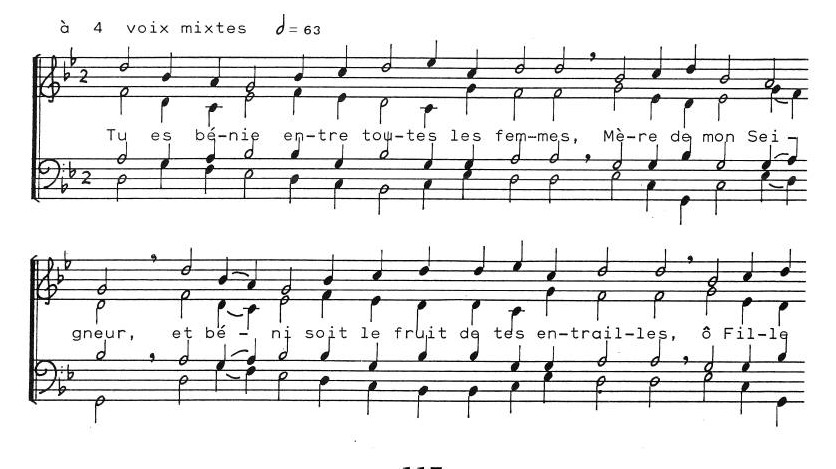 à 4 voix mixtes = 63
Tu es bé-nie en-tre tou-tes les fem-mes, Mè-re de mon Sei -
gneur, et bé - ni soit le fruit de tes en-trail-les, ô Fil-le